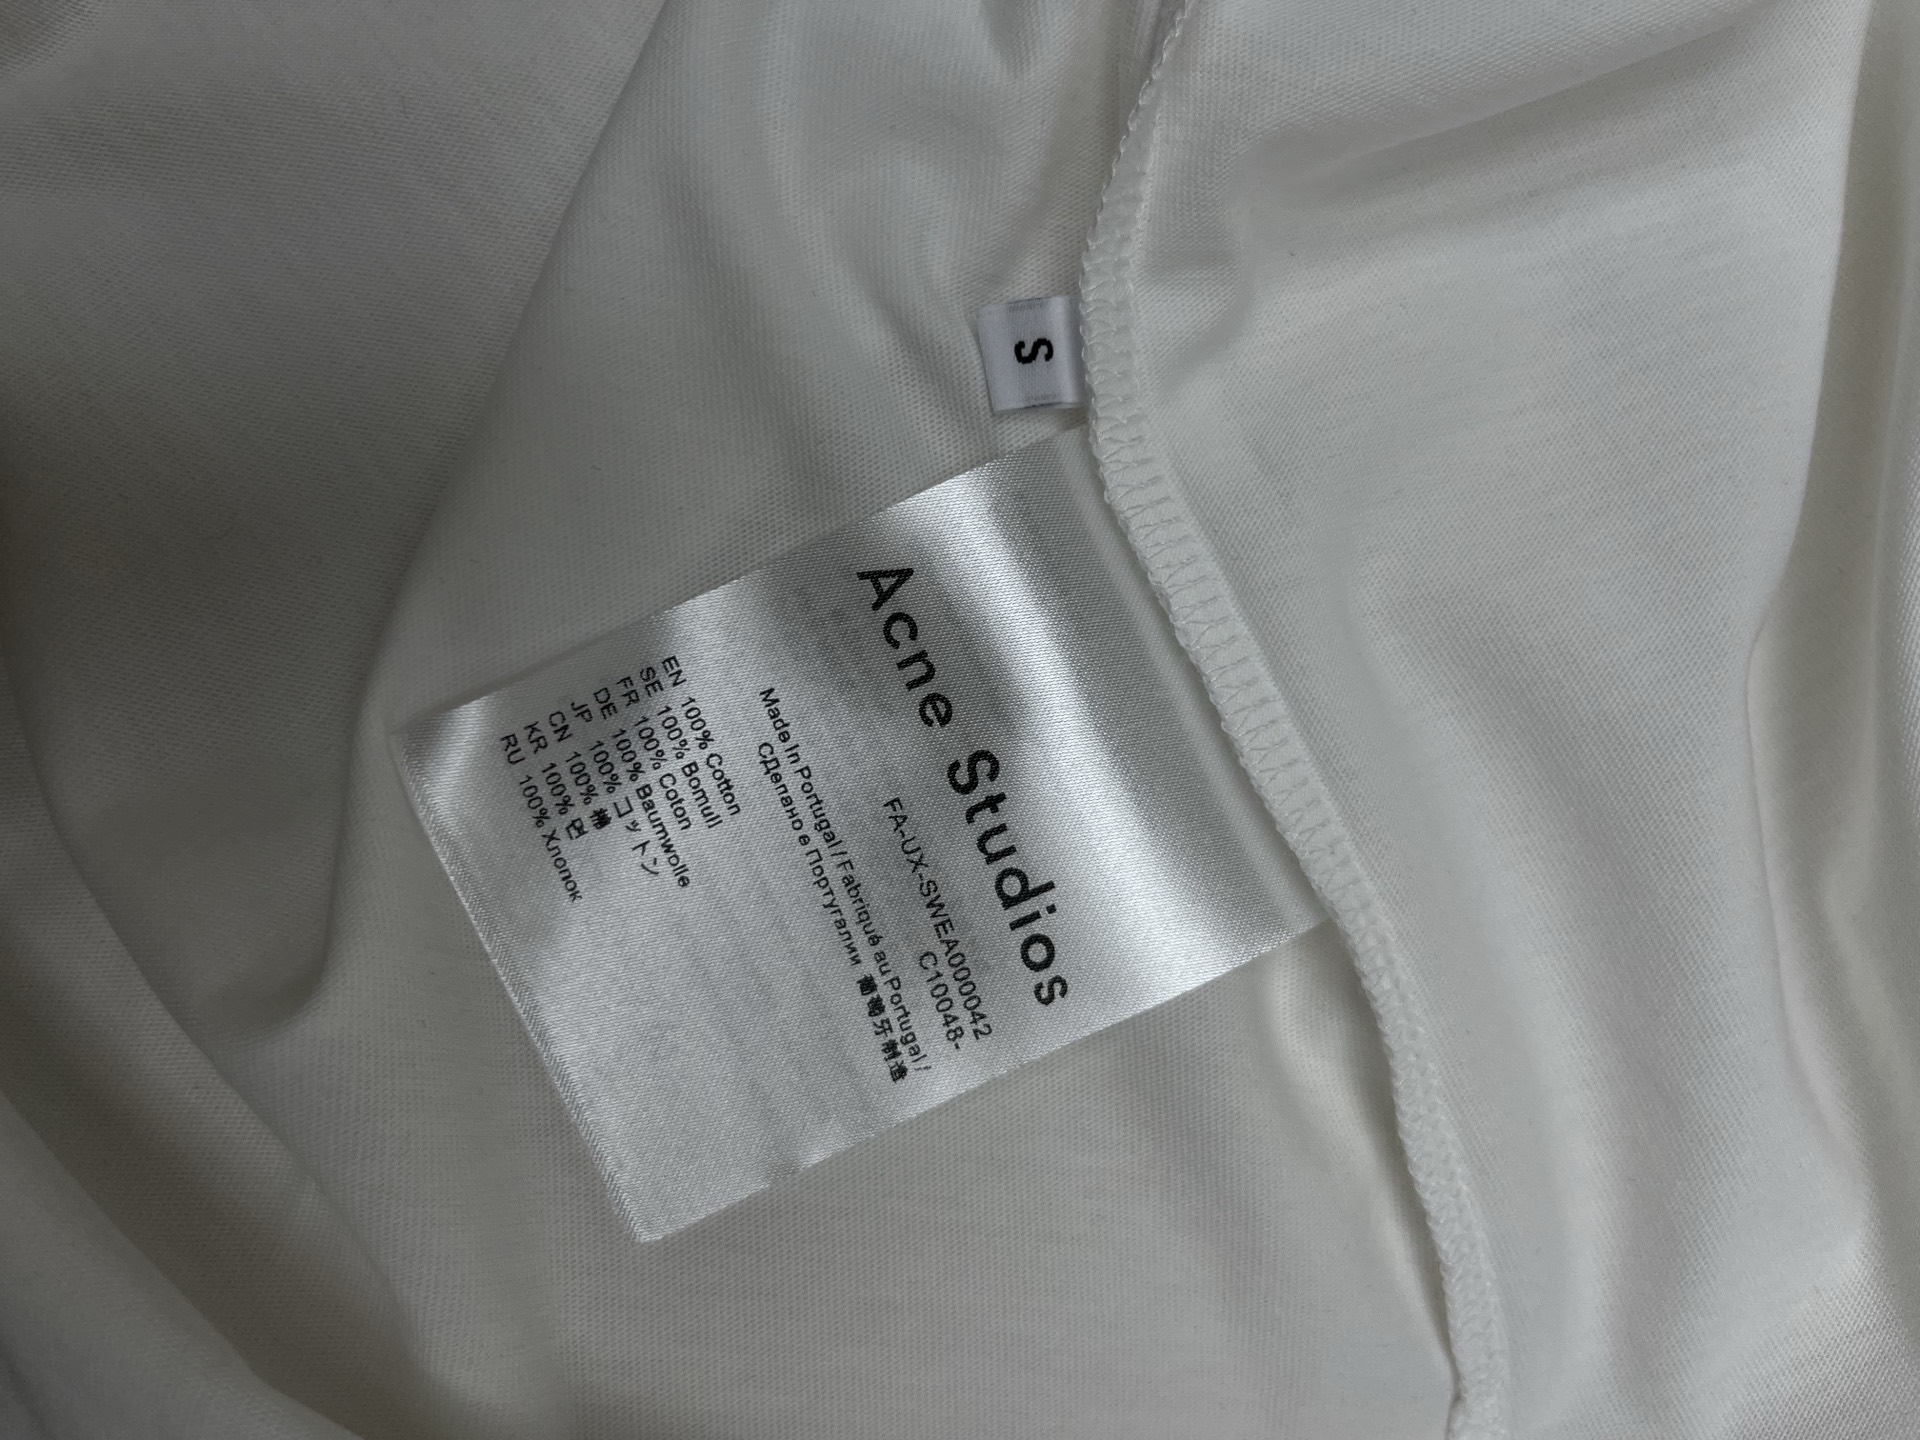 S
Acne Studios
FA-UX-SWEA000042
C10048-
Made In Portugal / Fabriqué au Portugal /
СДелано в Португалии 葡萄牙制造
EN 100% Cotton
SE 100% Bomull
FR 100% Coton
DE 100% Baumwolle
JP 100% コットン
CN 100% 棉
KR 100% 면
RU 100% Хлопок